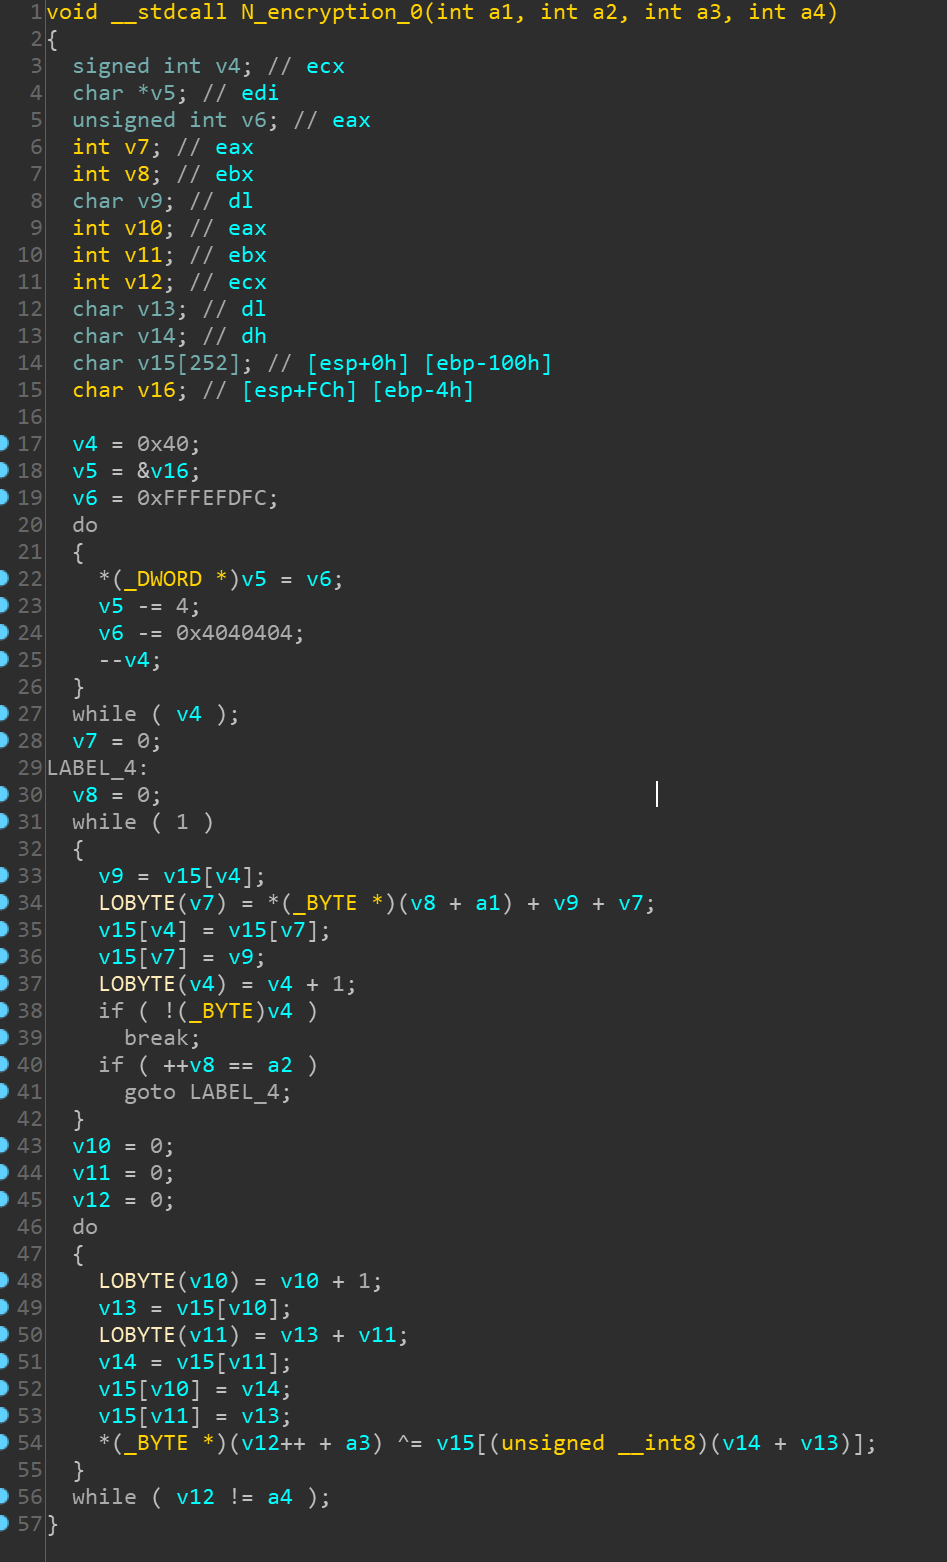 1 void __stdcall N_encryption_0(int a1, int a2, int a3, int a4)
2 {
3   signed int v4; // ecx
4   char *v5; // edi
5   unsigned int v6; // eax
6   int v7; // eax
7   int v8; // ebx
8   char v9; // dl
9   int v10; // eax
10   int v11; // ebx
11   int v12; // ecx
12   char v13; // dl
13   char v14; // dh
14   char v15[252]; // [esp+0h] [ebp-100h]
15   char v16; // [esp+FCh] [ebp-4h]
16
17   v4 = 0x40;
18   v5 = &v16;
19   v6 = 0xFFFEFDFC;
20   do
21   {
22     *(_DWORD *)v5 = v6;
23     v5 -= 4;
24     v6 -= 0x4040404;
25     --v4;
26   }
27   while ( v4 );
28   v7 = 0;
29 LABEL_4:
30   v8 = 0;
31   while ( 1 )
32   {
33     v9 = v15[v4];
34     LOBYTE(v7) = *(_BYTE *)(v8 + a1) + v9 + v7;
35     v15[v4] = v15[v7];
36     v15[v7] = v9;
37     LOBYTE(v4) = v4 + 1;
38     if ( !(_BYTE)v4 )
39       break;
40     if ( ++v8 == a2 )
41       goto LABEL_4;
42   }
43   v10 = 0;
44   v11 = 0;
45   v12 = 0;
46   do
47   {
48     LOBYTE(v10) = v10 + 1;
49     v13 = v15[v10];
50     LOBYTE(v11) = v13 + v11;
51     v14 = v15[v11];
52     v15[v10] = v14;
53     v15[v11] = v13;
54     *(_BYTE *)(v12++ + a3) ^= v15[(unsigned __int8)(v14 + v13)];
55   }
56   while ( v12 != a4 );
57 }